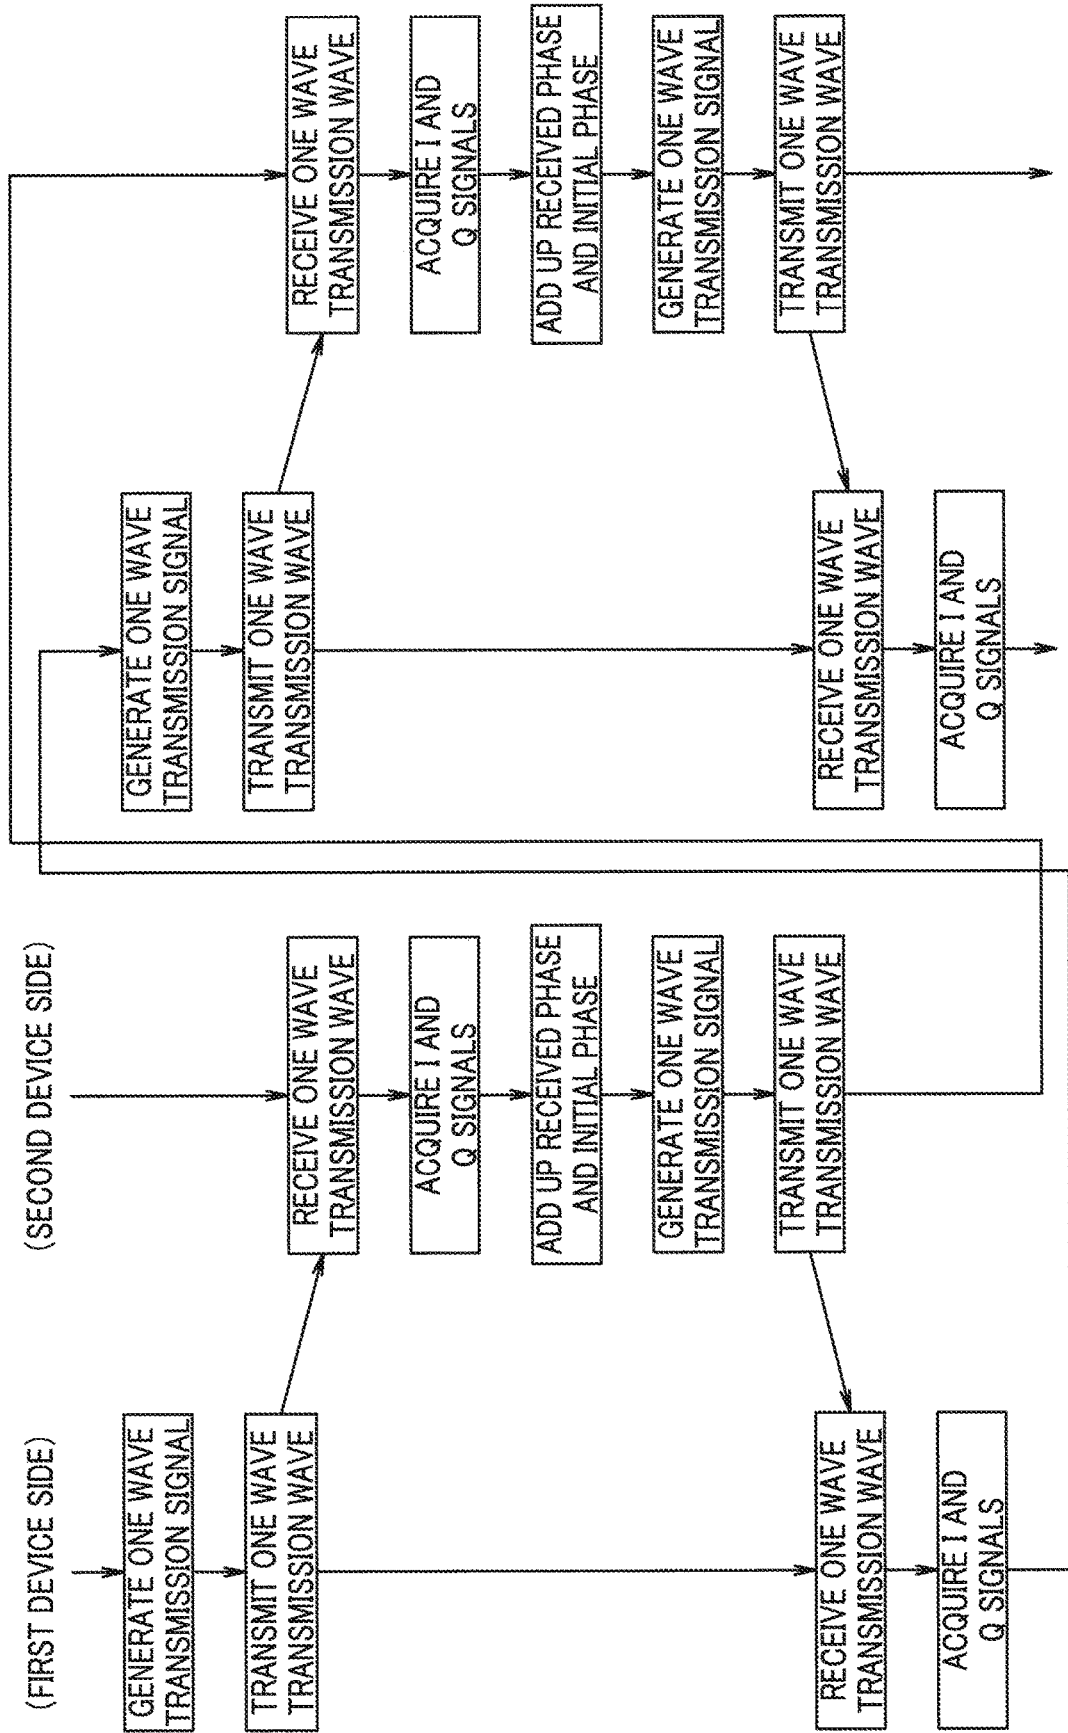 (FIRST DEVICE SIDE)
GENERATE ONE WAVE
TRANSMISSION SIGNAL
TRANSMIT ONE WAVE
TRANSMISSION WAVE
RECEIVE ONE WAVE
TRANSMISSION WAVE
ACQUIRE I AND
Q SIGNALS
(SECOND DEVICE SIDE)
RECEIVE ONE WAVE
TRANSMISSION WAVE
ACQUIRE I AND
Q SIGNALS
ADD UP RECEIVED PHASE
AND INITIAL PHASE
GENERATE ONE WAVE
TRANSMISSION SIGNAL
TRANSMIT ONE WAVE
TRANSMISSION WAVE
GENERATE ONE WAVE
TRANSMISSION SIGNAL
TRANSMIT ONE WAVE
TRANSMISSION WAVE
RECEIVE ONE WAVE
TRANSMISSION WAVE
ACQUIRE I AND
Q SIGNALS
RECEIVE ONE WAVE
TRANSMISSION WAVE
ACQUIRE I AND
Q SIGNALS
ADD UP RECEIVED PHASE
AND INITIAL PHASE
GENERATE ONE WAVE
TRANSMISSION SIGNAL
TRANSMIT ONE WAVE
TRANSMISSION WAVE